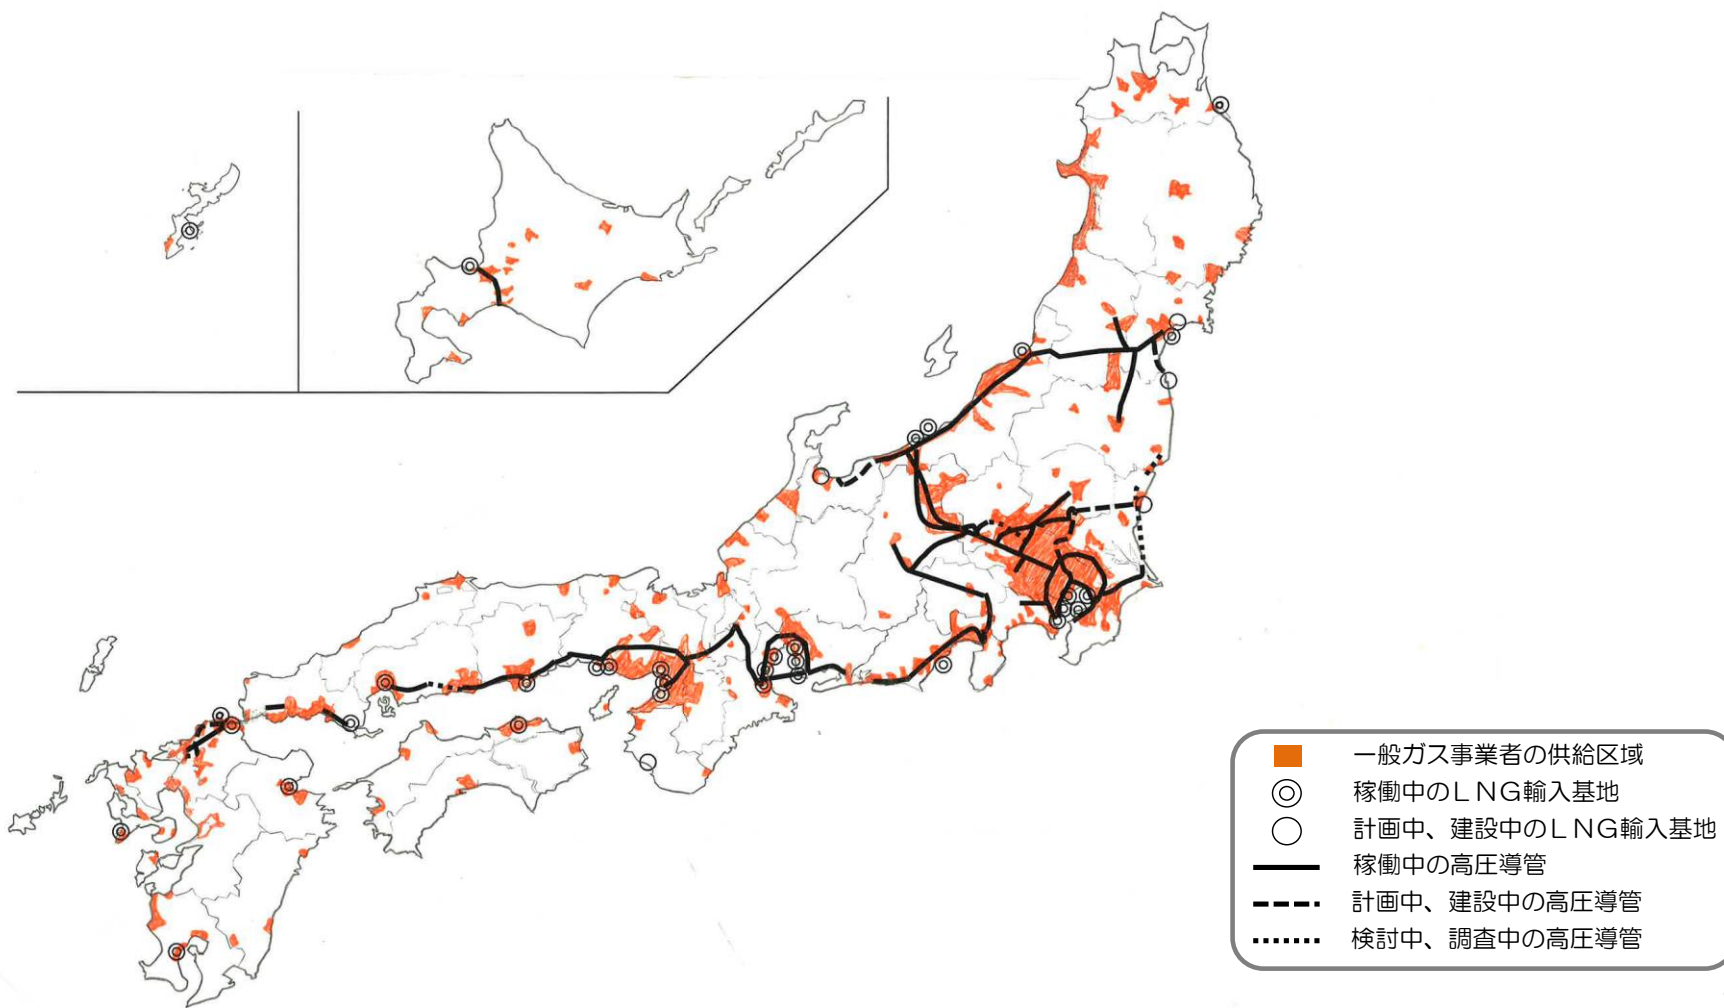 一般ガス事業者の供給区域
稼働中のＬＮＧ輸入基地
計画中、建設中のＬＮＧ輸入基地
稼働中の高圧導管
計画中、建設中の高圧導管
検討中、調査中の高圧導管